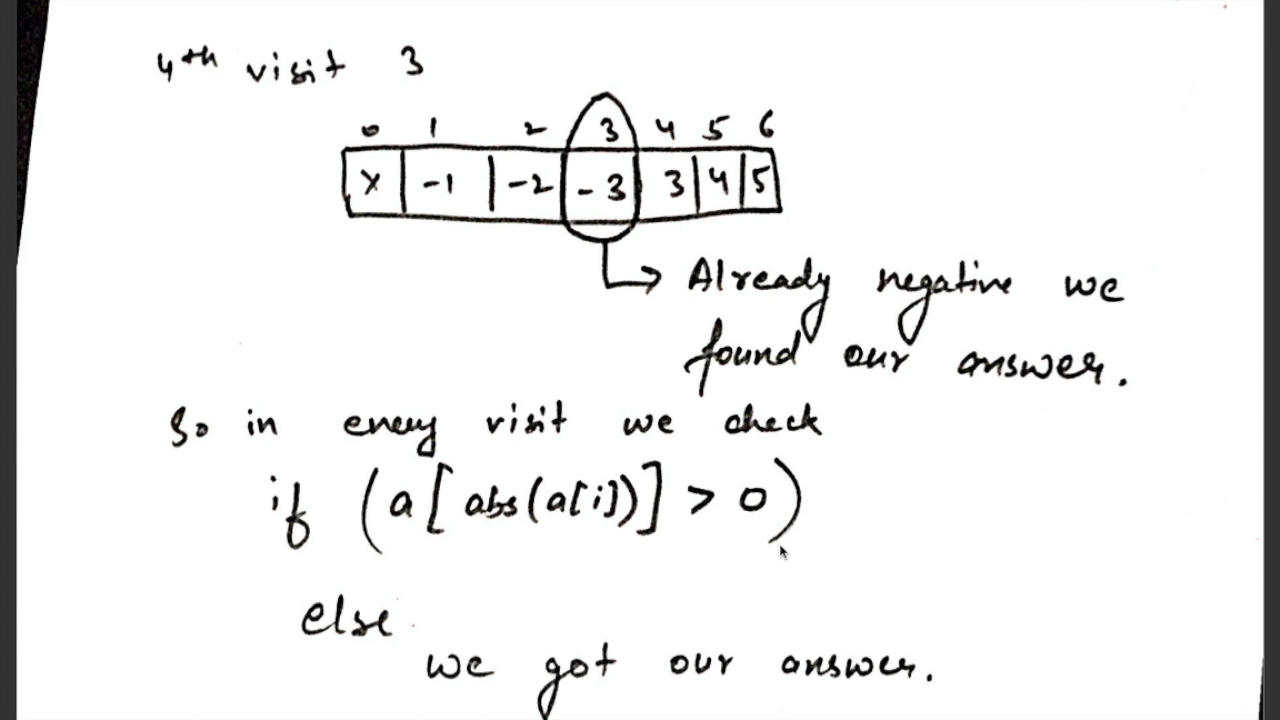 4th visit 3
0 1 2 3 4 5 6
x -1 -2 -3 3 4 5
Already negative we
found our answer.
So in every visit we check
if (a[abs(a[i])] > 0)
else
we got our answer.